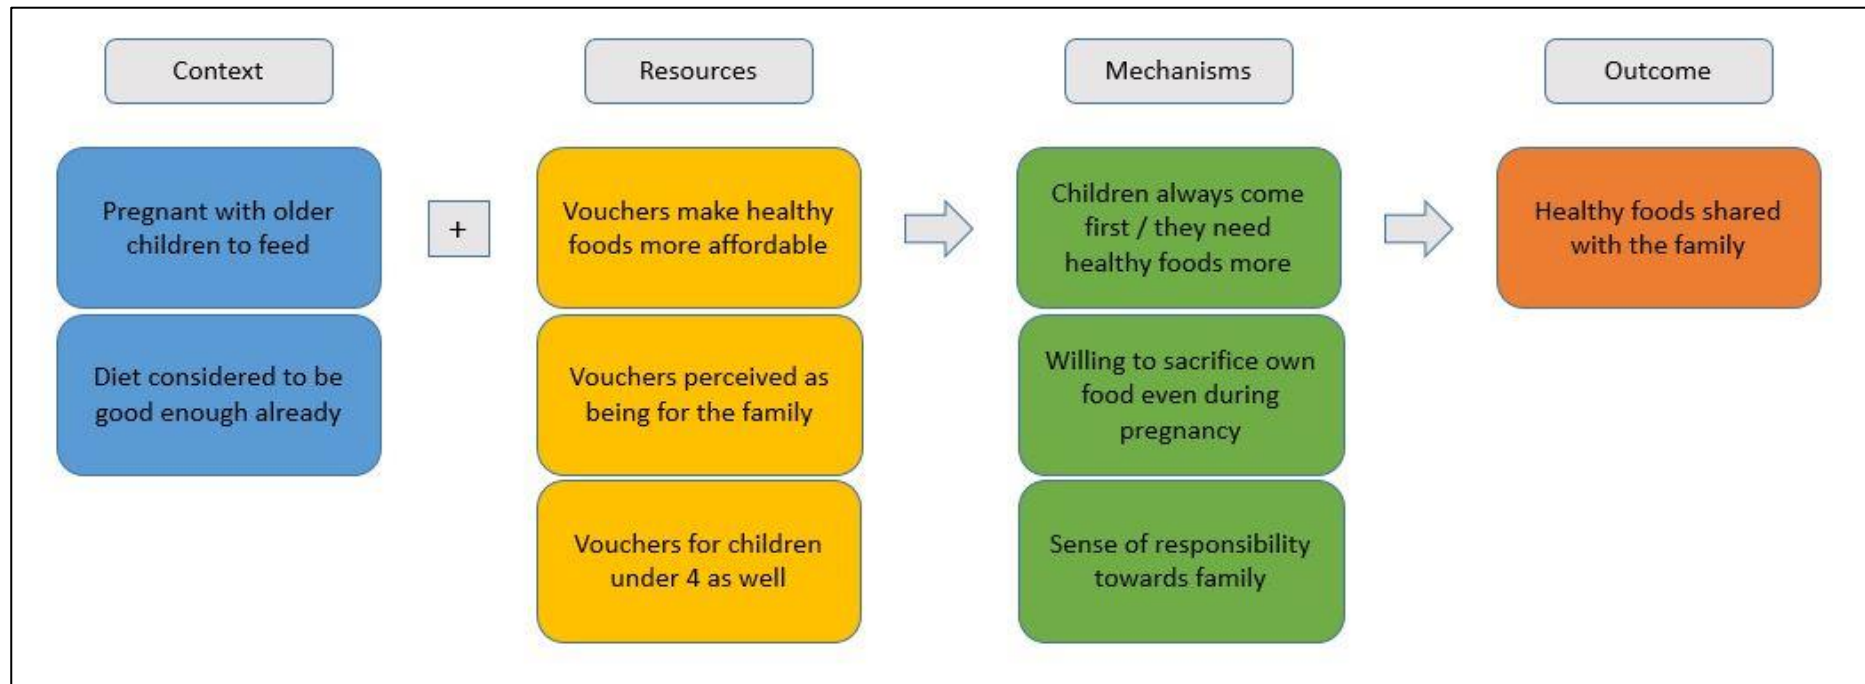 Context
Resources
Mechanisms
Outcome
Pregnant with older
children to feed
+
Vouchers make healthy
foods more affordable
Children always come
first / they need
healthy foods more
Healthy foods shared
with the family
Diet considered to be
good enough already
Vouchers perceived as
being for the family
Willing to sacrifice own
food even during
pregnancy
Vouchers for children
under 4 as well
Sense of responsibility
towards family